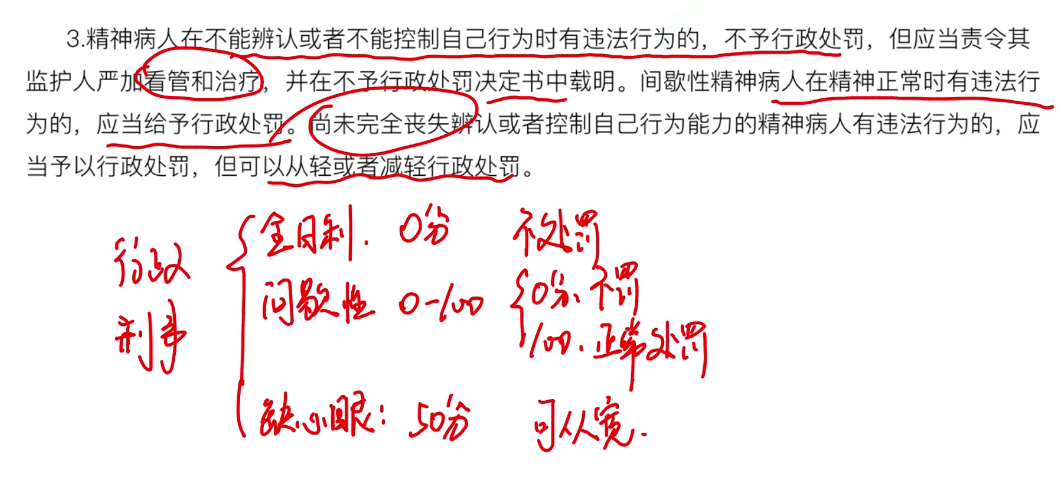 3.精神病人在不能辨认或者不能控制自己行为时有违法行为的，不予行政处罚，但应当责令其
监护人严加看管和治疗，并在不予行政处罚决定书中载明。间歇性精神病人在精神正常时有违法行
为的，应当给予行政处罚。尚未完全丧失辨认或者控制自己行为能力的精神病人有违法行为的，应
当予以行政处罚，但可以从轻或者减轻行政处罚。
全日制. 0分 不处罚
行政
间歇性 0-100 0分、不罚
刑事
100、正常处罚
缺心眼: 50分 可从宽.